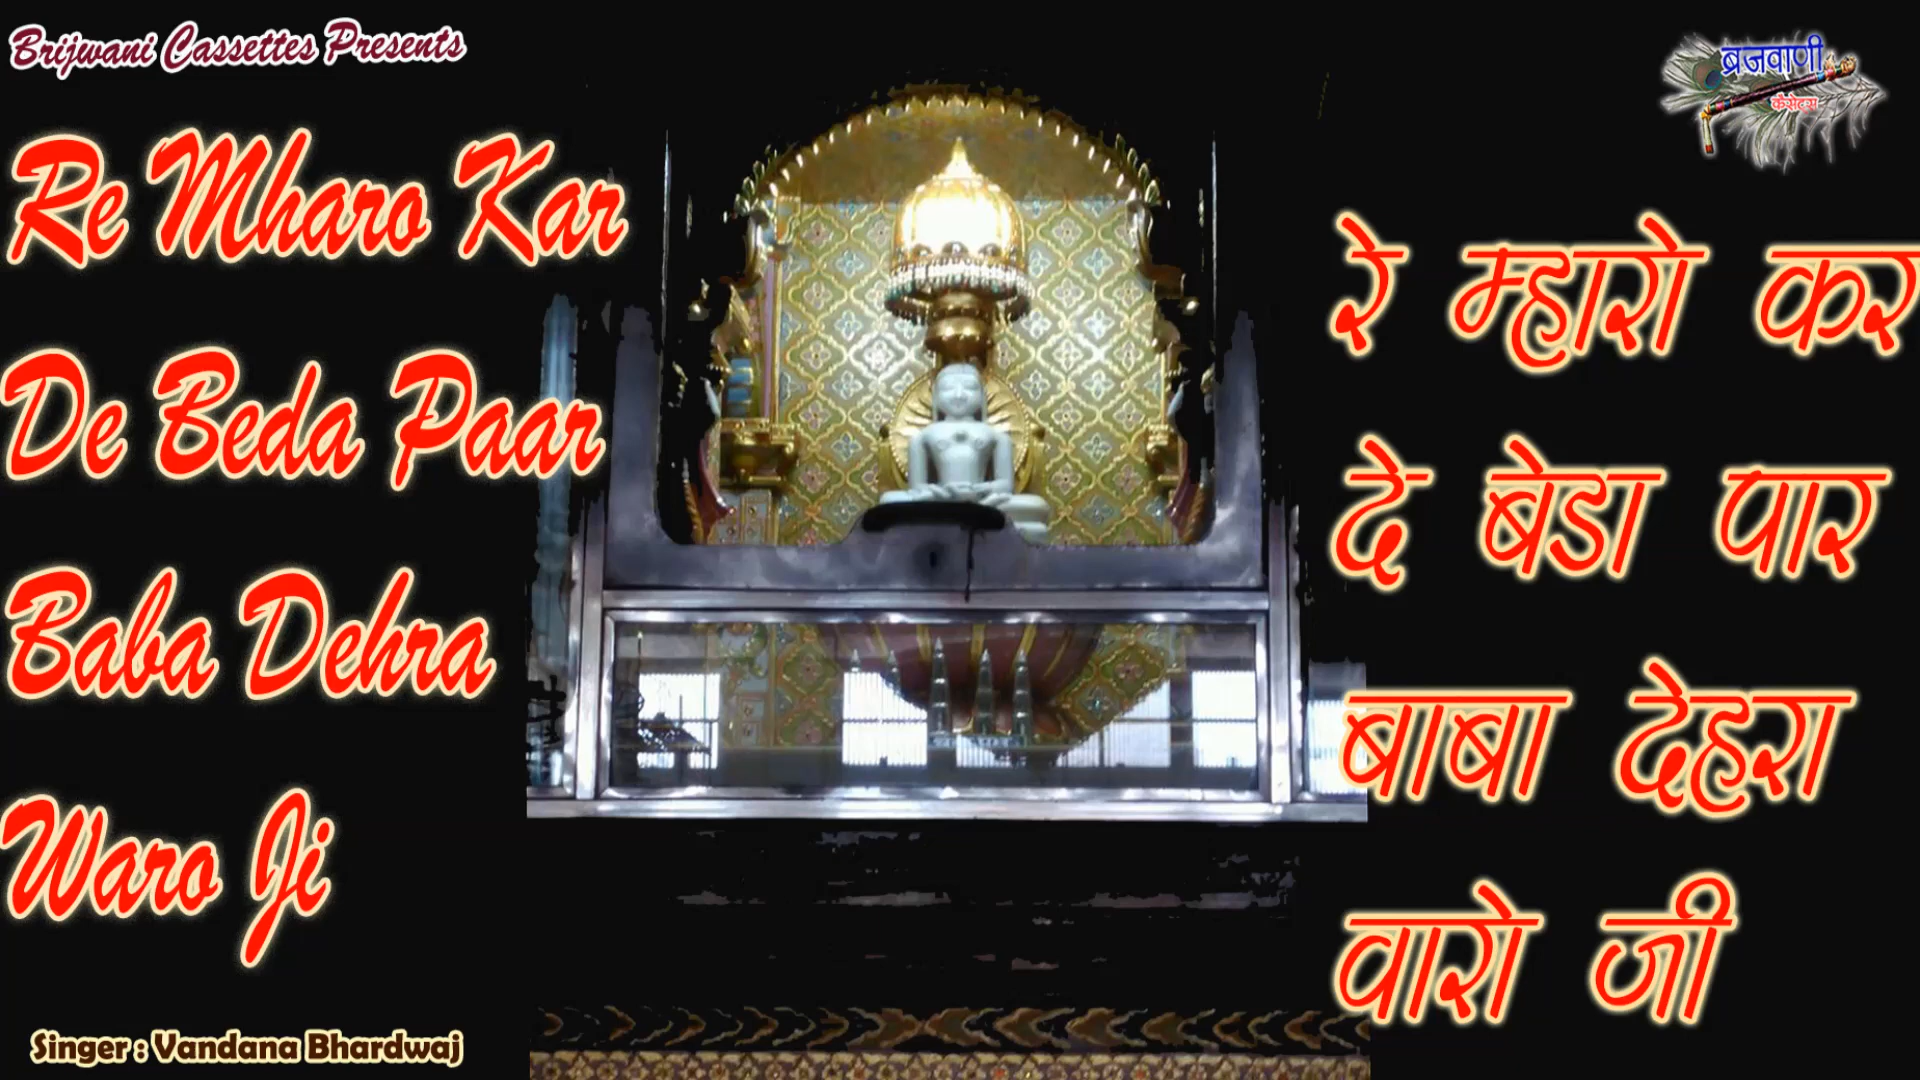 Brijwani Cassettes Presents
ब्रजवाणी
कैसेट्स
Re Mharo Kar
De Beda Paar
Baba Dehra
Waro Ji
रे म्हारो कर
दे बेडा पार
बाबा देहरा
वारो जी
Singer : Vandana Bhardwaj